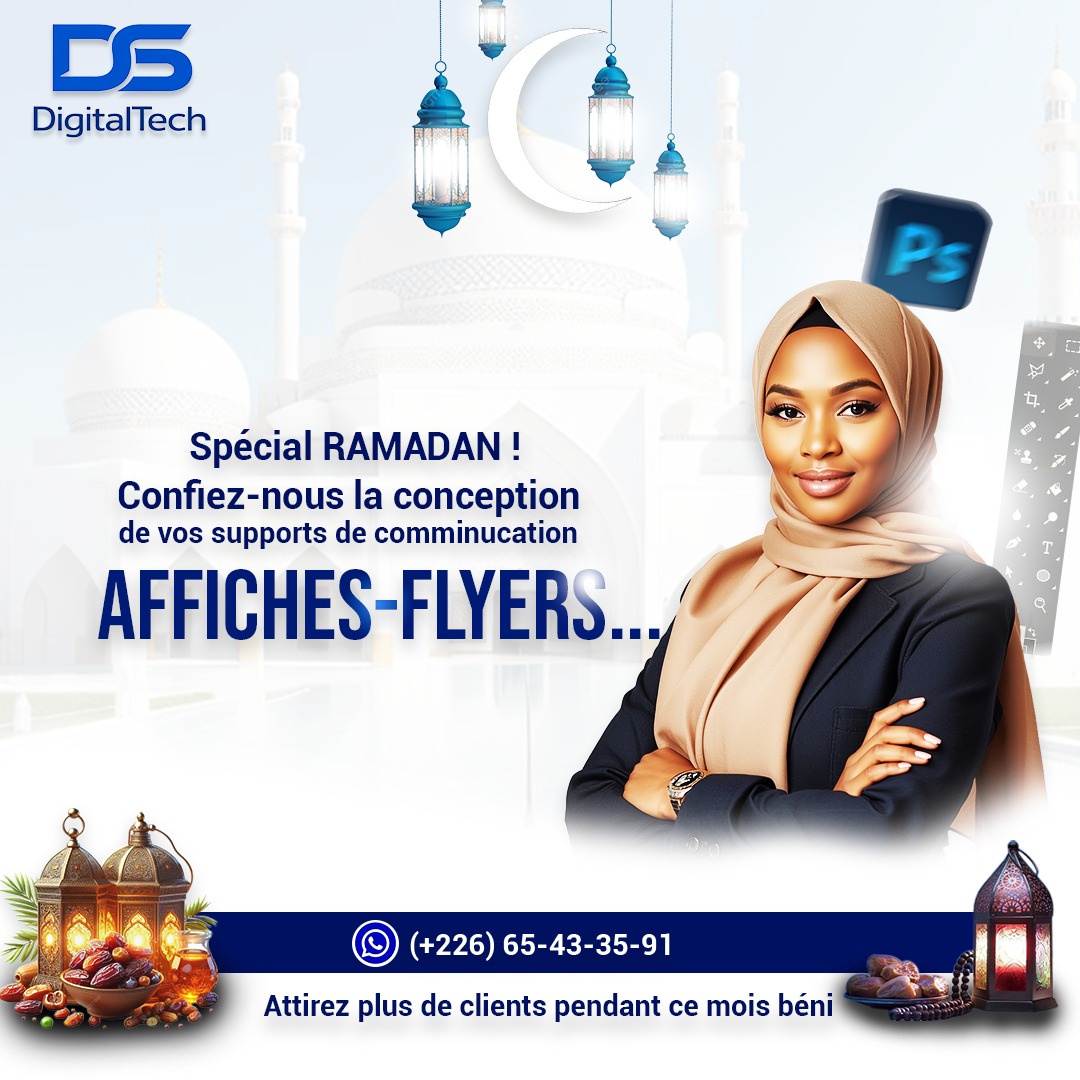 DS
DigitalTech
Ps
Spécial RAMADAN !
Confiez-nous la conception
de vos supports de comminucation
AFFICHES-FLYERS...
T
(+226) 65-43-35-91
Attirez plus de clients pendant ce mois béni